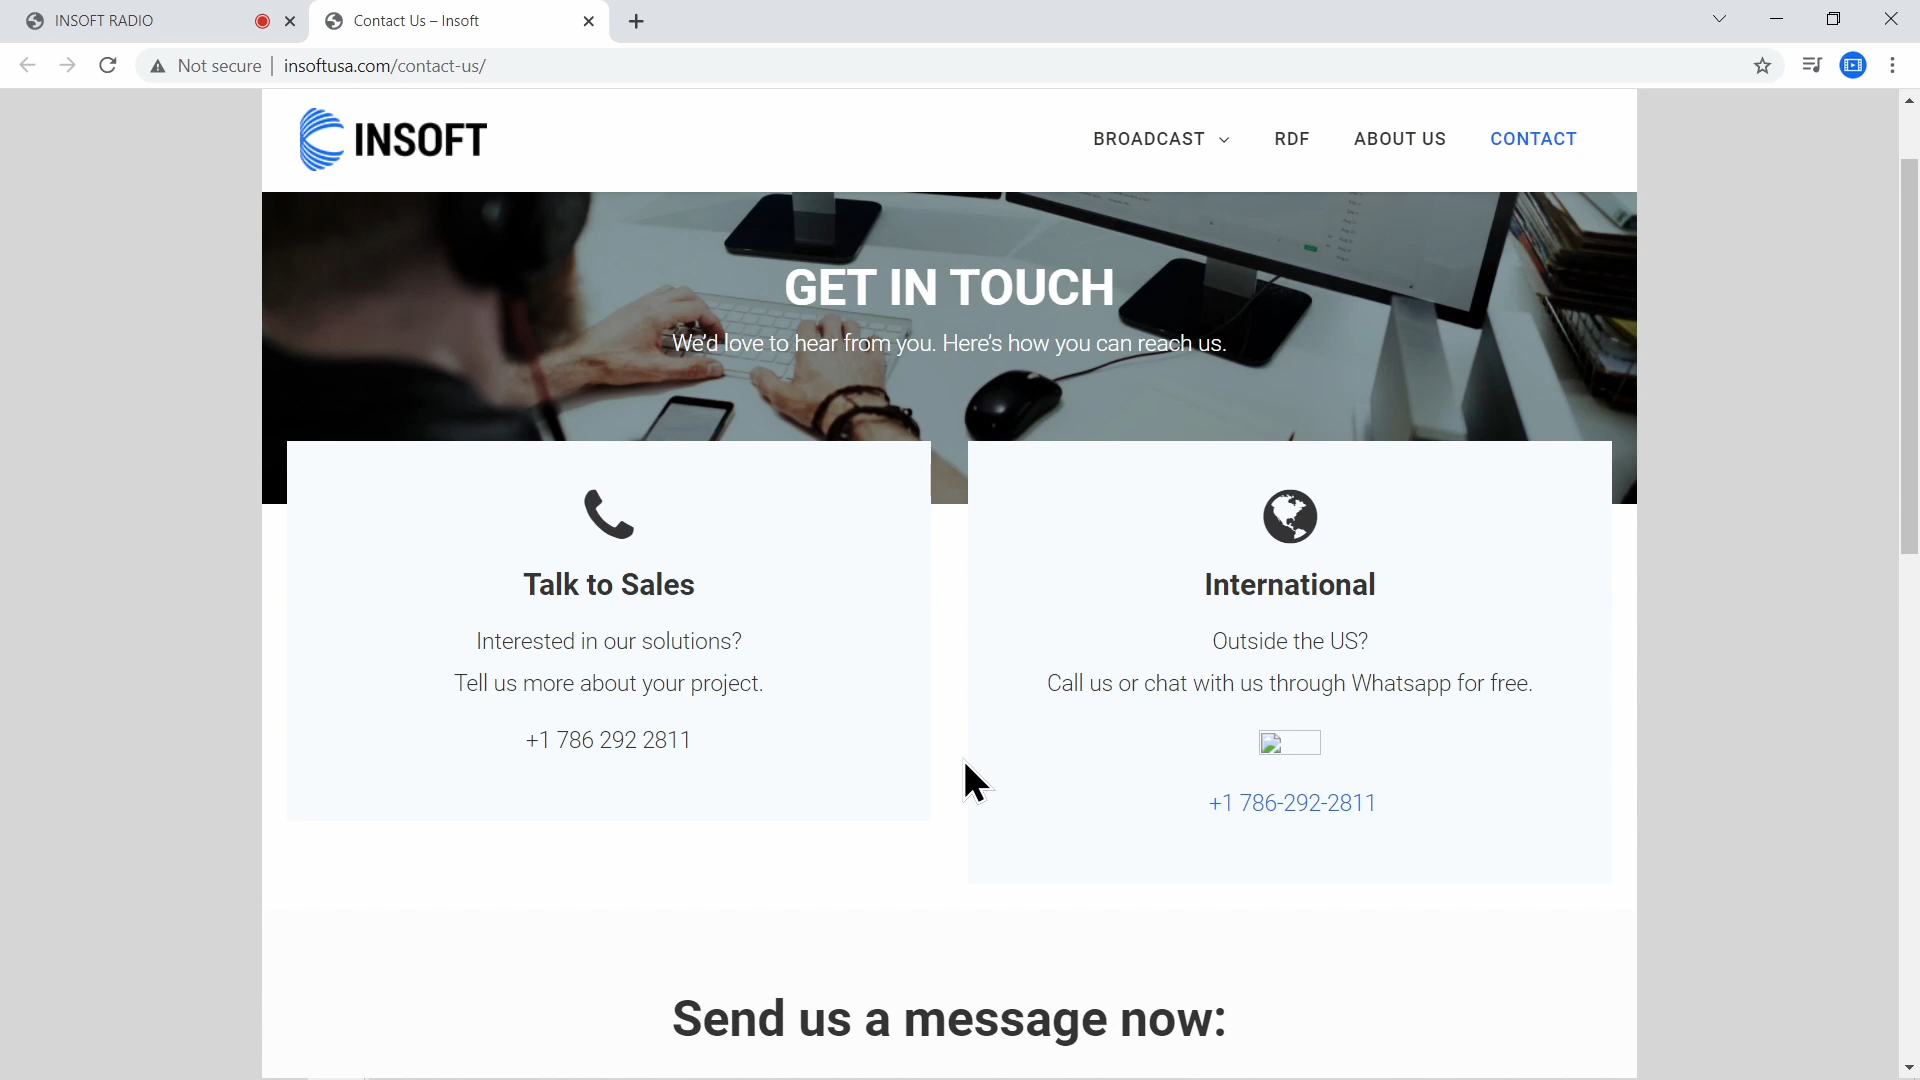 INSOFT RADIO
Contact Us – Insoft
Not secure
insoftusa.com/contact-us/
INSOFT
BROADCAST
RDF
ABOUT US
CONTACT
GET IN TOUCH
We'd love to hear from you. Here's how you can reach us.
Talk to Sales
Interested in our solutions?
Tell us more about your project.
+1 786 292 2811
International
Outside the US?
Call us or chat with us through Whatsapp for free.
+1 786-292-2811
Send us a message now: